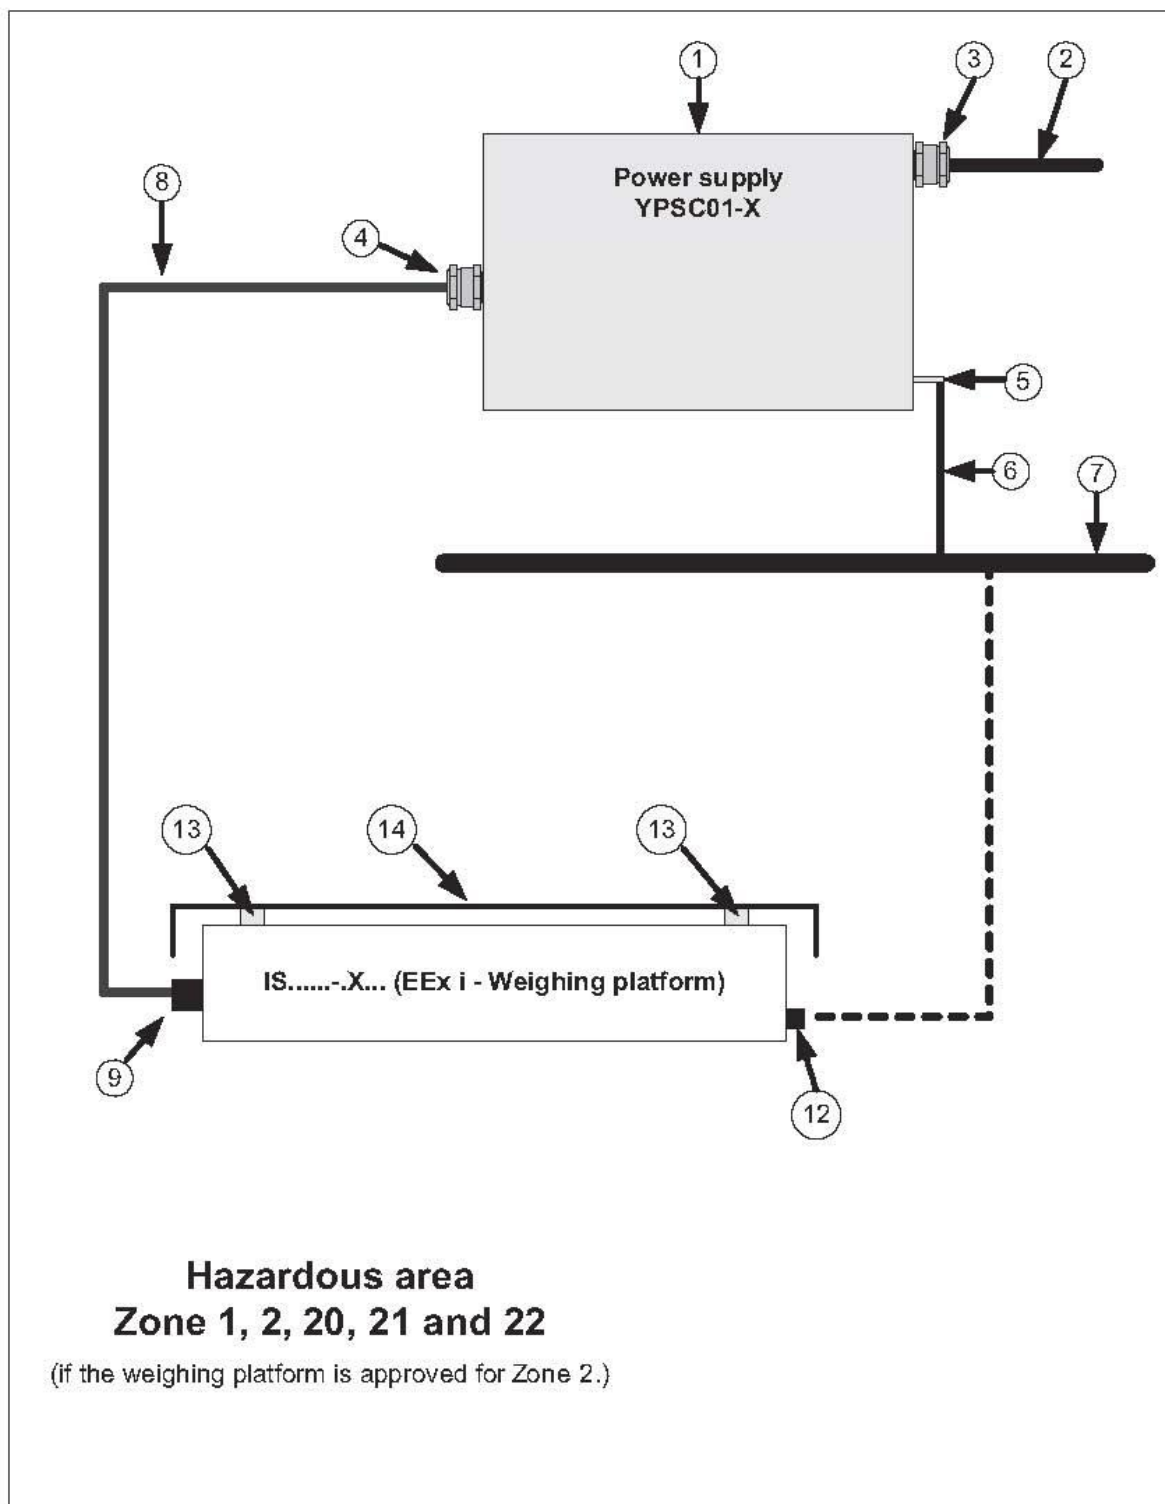 1
3
2
Power supply
YPSC01-X
8
4
5
6
7
13
14
13
IS......-.X... (EEx i - Weighing platform)
9
12
Hazardous area
Zone 1, 2, 20, 21 and 22
(if the weighing platform is approved for Zone 2.)